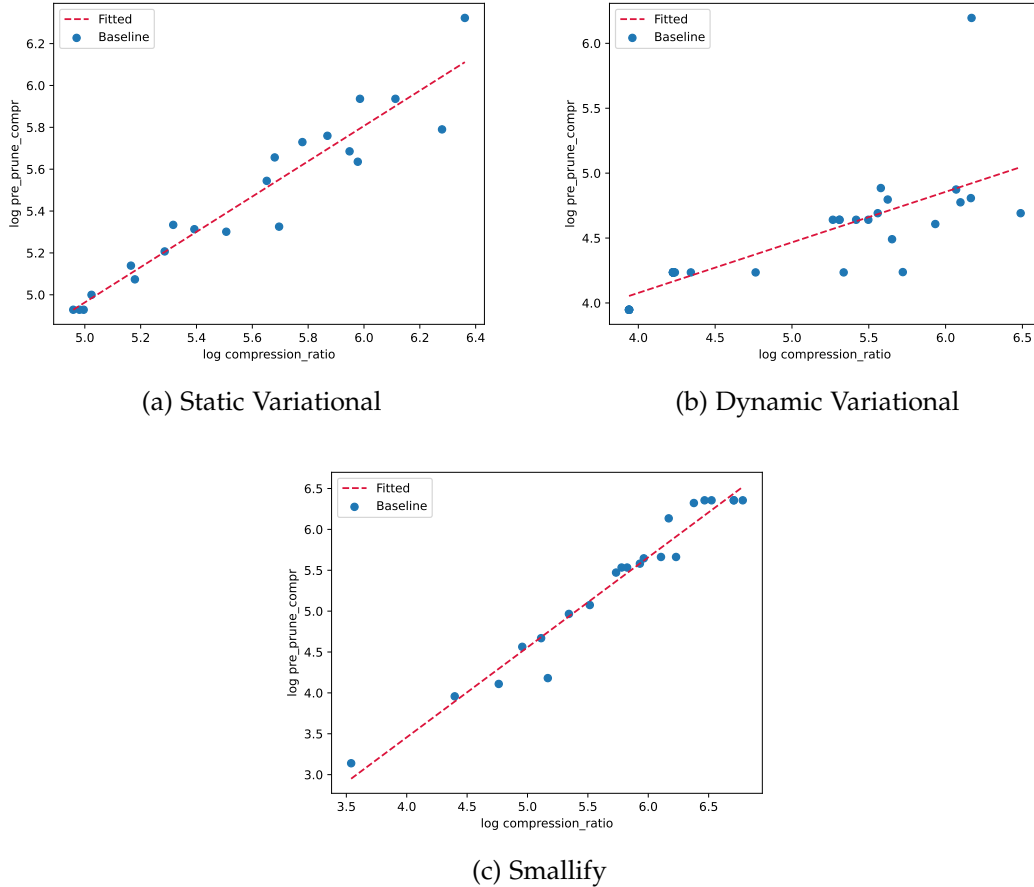 Fitted
Baseline
6.2
6.0
5.8
5.6
5.4
5.2
5.0
log pre_prune_compr
5.0 5.2 5.4 5.6 5.8 6.0 6.2 6.4
log compression_ratio
(a) Static Variational
Fitted
Baseline
6.0
5.5
5.0
4.5
4.0
log pre_prune_compr
4.0 4.5 5.0 5.5 6.0 6.5
log compression_ratio
(b) Dynamic Variational
Fitted
Baseline
6.5
6.0
5.5
5.0
4.5
4.0
3.5
3.0
log pre_prune_compr
3.5 4.0 4.5 5.0 5.5 6.0 6.5
log compression_ratio
(c) Smallify